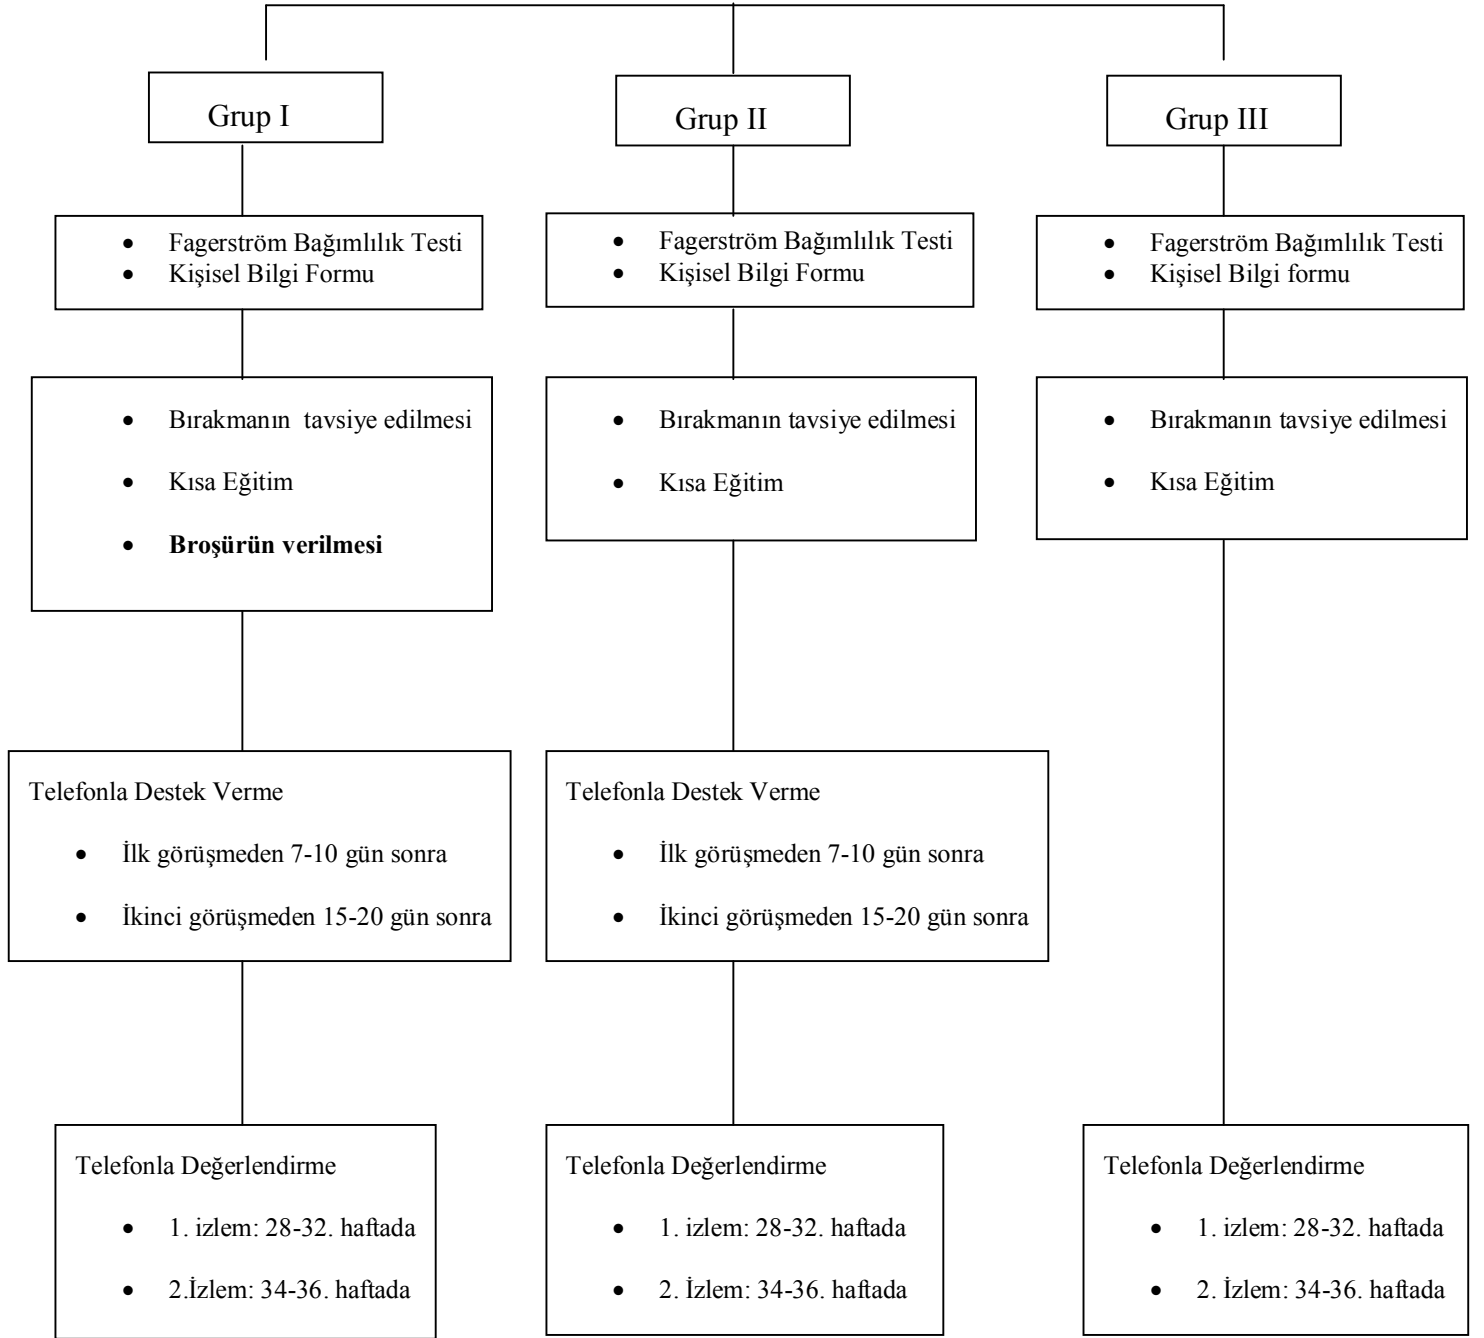 Grup I
Grup II
Grup III
• Fagerström Bağımlılık Testi
• Kişisel Bilgi Formu
• Fagerström Bağımlılık Testi
• Kişisel Bilgi Formu
• Fagerström Bağımlılık Testi
• Kişisel Bilgi formu
• Bırakmanın tavsiye edilmesi
• Kısa Eğitim
• Broşürün verilmesi
• Bırakmanın tavsiye edilmesi
• Kısa Eğitim
• Bırakmanın tavsiye edilmesi
• Kısa Eğitim
Telefonla Destek Verme
• İlk görüşmeden 7-10 gün sonra
• İkinci görüşmeden 15-20 gün sonra
Telefonla Destek Verme
• İlk görüşmeden 7-10 gün sonra
• İkinci görüşmeden 15-20 gün sonra
Telefonla Değerlendirme
• 1. izlem: 28-32. haftada
• 2.İzlem: 34-36. haftada
Telefonla Değerlendirme
• 1. izlem: 28-32. haftada
• 2. İzlem: 34-36. haftada
Telefonla Değerlendirme
• 1. izlem: 28-32. haftada
• 2. İzlem: 34-36. haftada